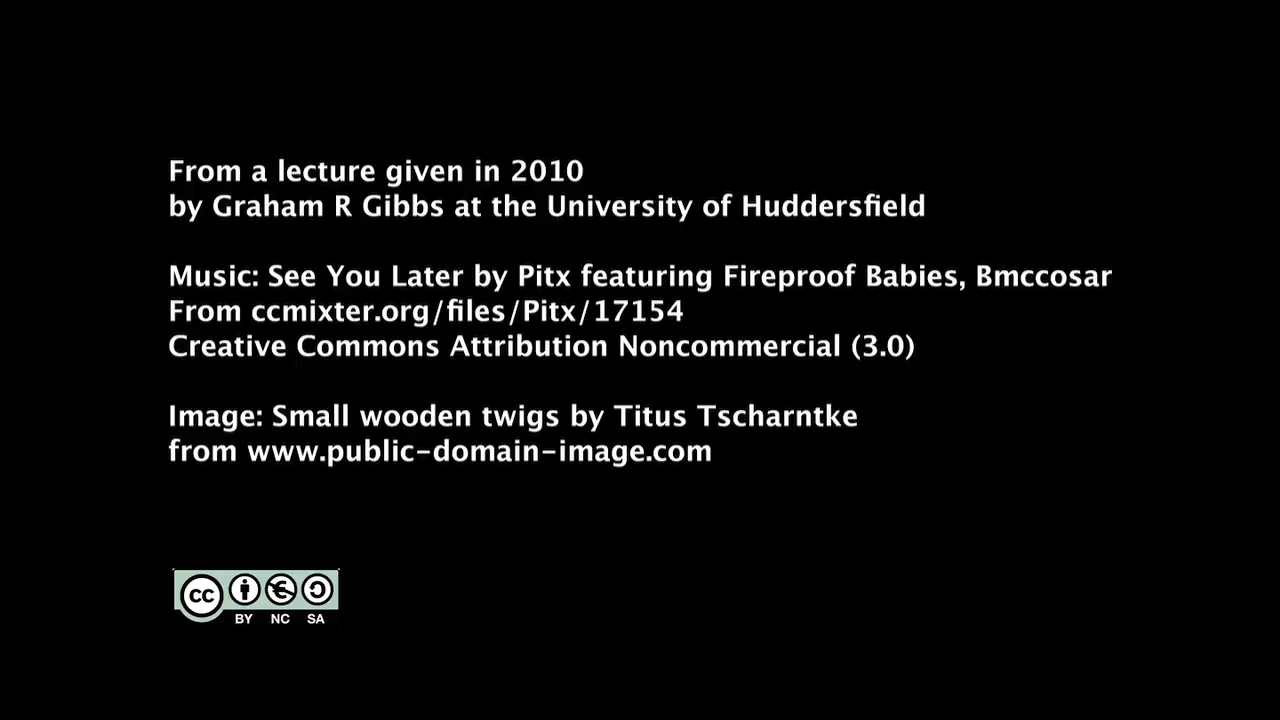 From a lecture given in 2010
by Graham R Gibbs at the University of Huddersfield
Music: See You Later by Pitx featuring Fireproof Babies, Bmccosar
From ccmixter.org/files/Pitx/17154
Creative Commons Attribution Noncommercial (3.0)
Image: Small wooden twigs by Titus Tscharntke
from www.public-domain-image.com
cc
BY NC SA